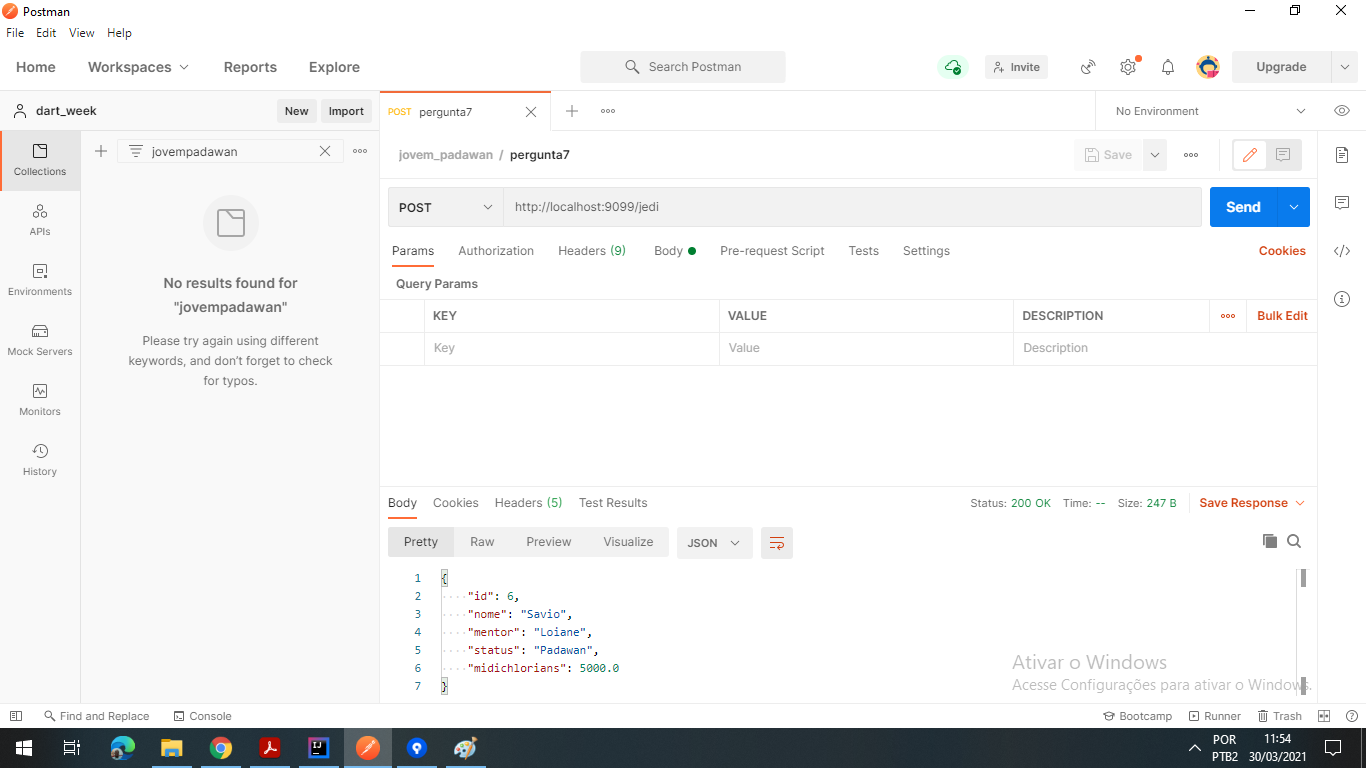 Postman
File Edit View Help
Home Workspaces Reports Explore Search Postman Invite Upgrade
dart_week New Import
POST pergunta7
No Environment
jovempadawan
Collections
APIs
Environments
Mock Servers
Monitors
History
No results found for
"jovempadawan"
Please try again using different
keywords, and don't forget to check
for typos.
jovem_padawan / pergunta7
Save
POST http://localhost:9099/jedi Send
Params Authorization Headers (9) Body Pre-request Script Tests Settings Cookies
Query Params
KEY VALUE DESCRIPTION Bulk Edit
Key Value Description
Body Cookies Headers (5) Test Results Status: 200 OK Time: -- Size: 247 B Save Response
Pretty Raw Preview Visualize JSON
1 {
2 "id": 6,
3 "nome": "Savio",
4 "mentor": "Loiane",
5 "status": "Padawan",
6 "midichlorians": 5000.0
7 }
Ativar o Windows
Acesse Configurações para ativar o Windows.
Find and Replace Console Bootcamp Runner Trash
IJ
POR
PTB2
11:54
30/03/2021